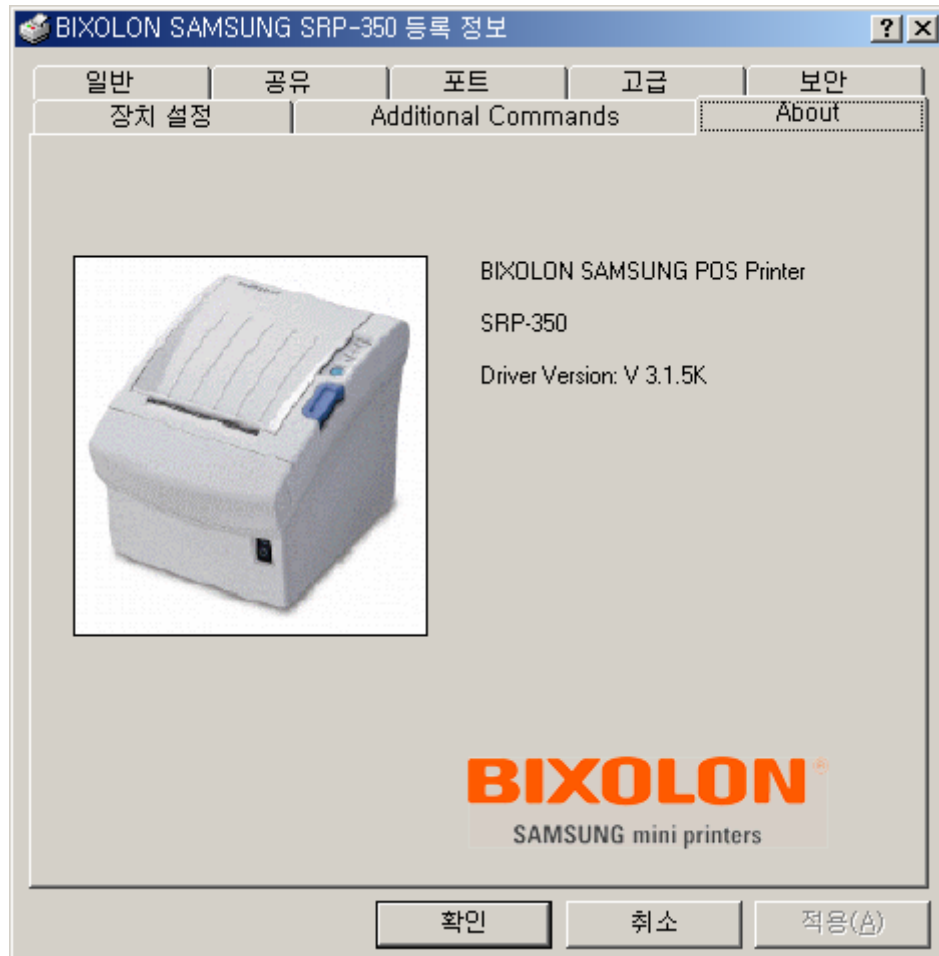 BIXOLON SAMSUNG SRP-350 등록 정보
일반 공유 포트 고급 보안
장치 설정 Additional Commands About
BIXOLON SAMSUNG POS Printer
SRP-350
Driver Version: V 3.1.5K
BIXOLON®
SAMSUNG mini printers
확인 취소 적용(A)